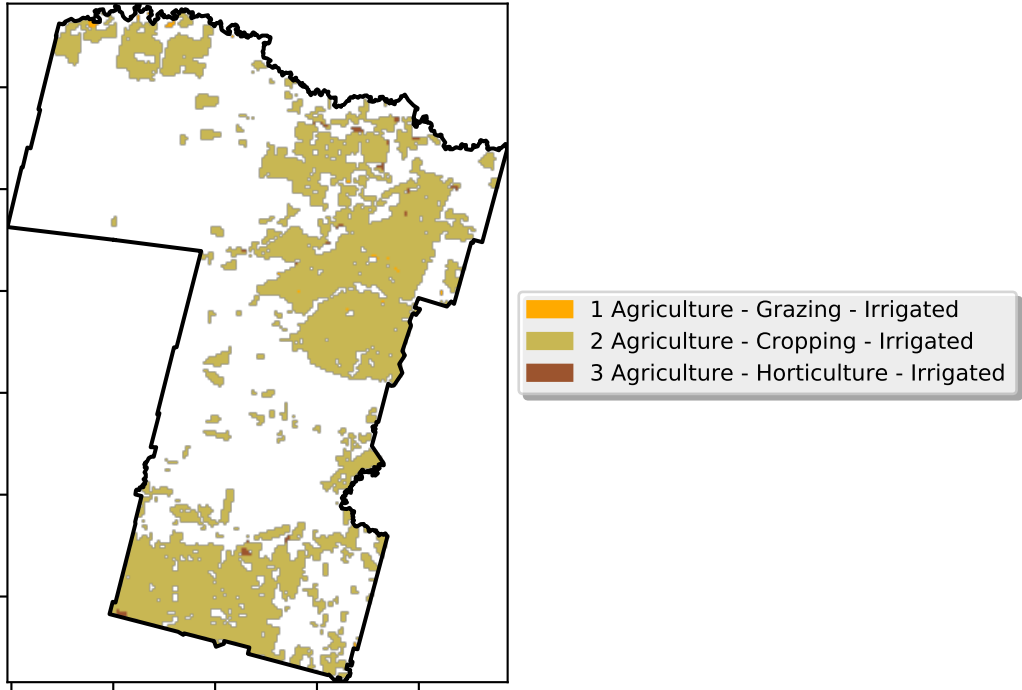 1 Agriculture - Grazing - Irrigated
2 Agriculture - Cropping - Irrigated
3 Agriculture - Horticulture - Irrigated